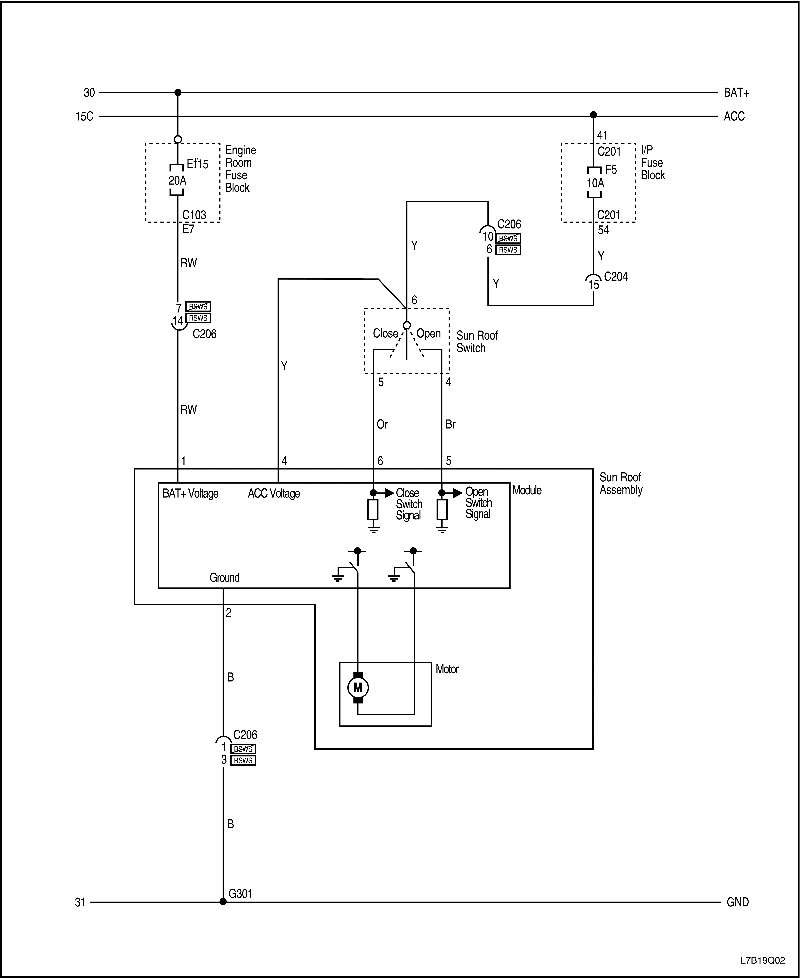 30
BAT+
15C
ACC
41
C201
I/P
Fuse
Block
F5
10A
C201
54
Y
C204
15
Engine
Room
Fuse
Block
Ef15
20A
C103
E7
RW
7
14
C206
RW
1
C206
10
6
Y
Y
6
Close
Open
Sun Roof
Switch
5
4
Y
Or
Br
4
6
5
Sun Roof
Assembly
BAT+ Voltage
ACC Voltage
Close
Switch
Signal
Open
Switch
Signal
Module
Ground
2
M
Motor
B
C206
1
3
B
G301
31
GND
L7B19Q02